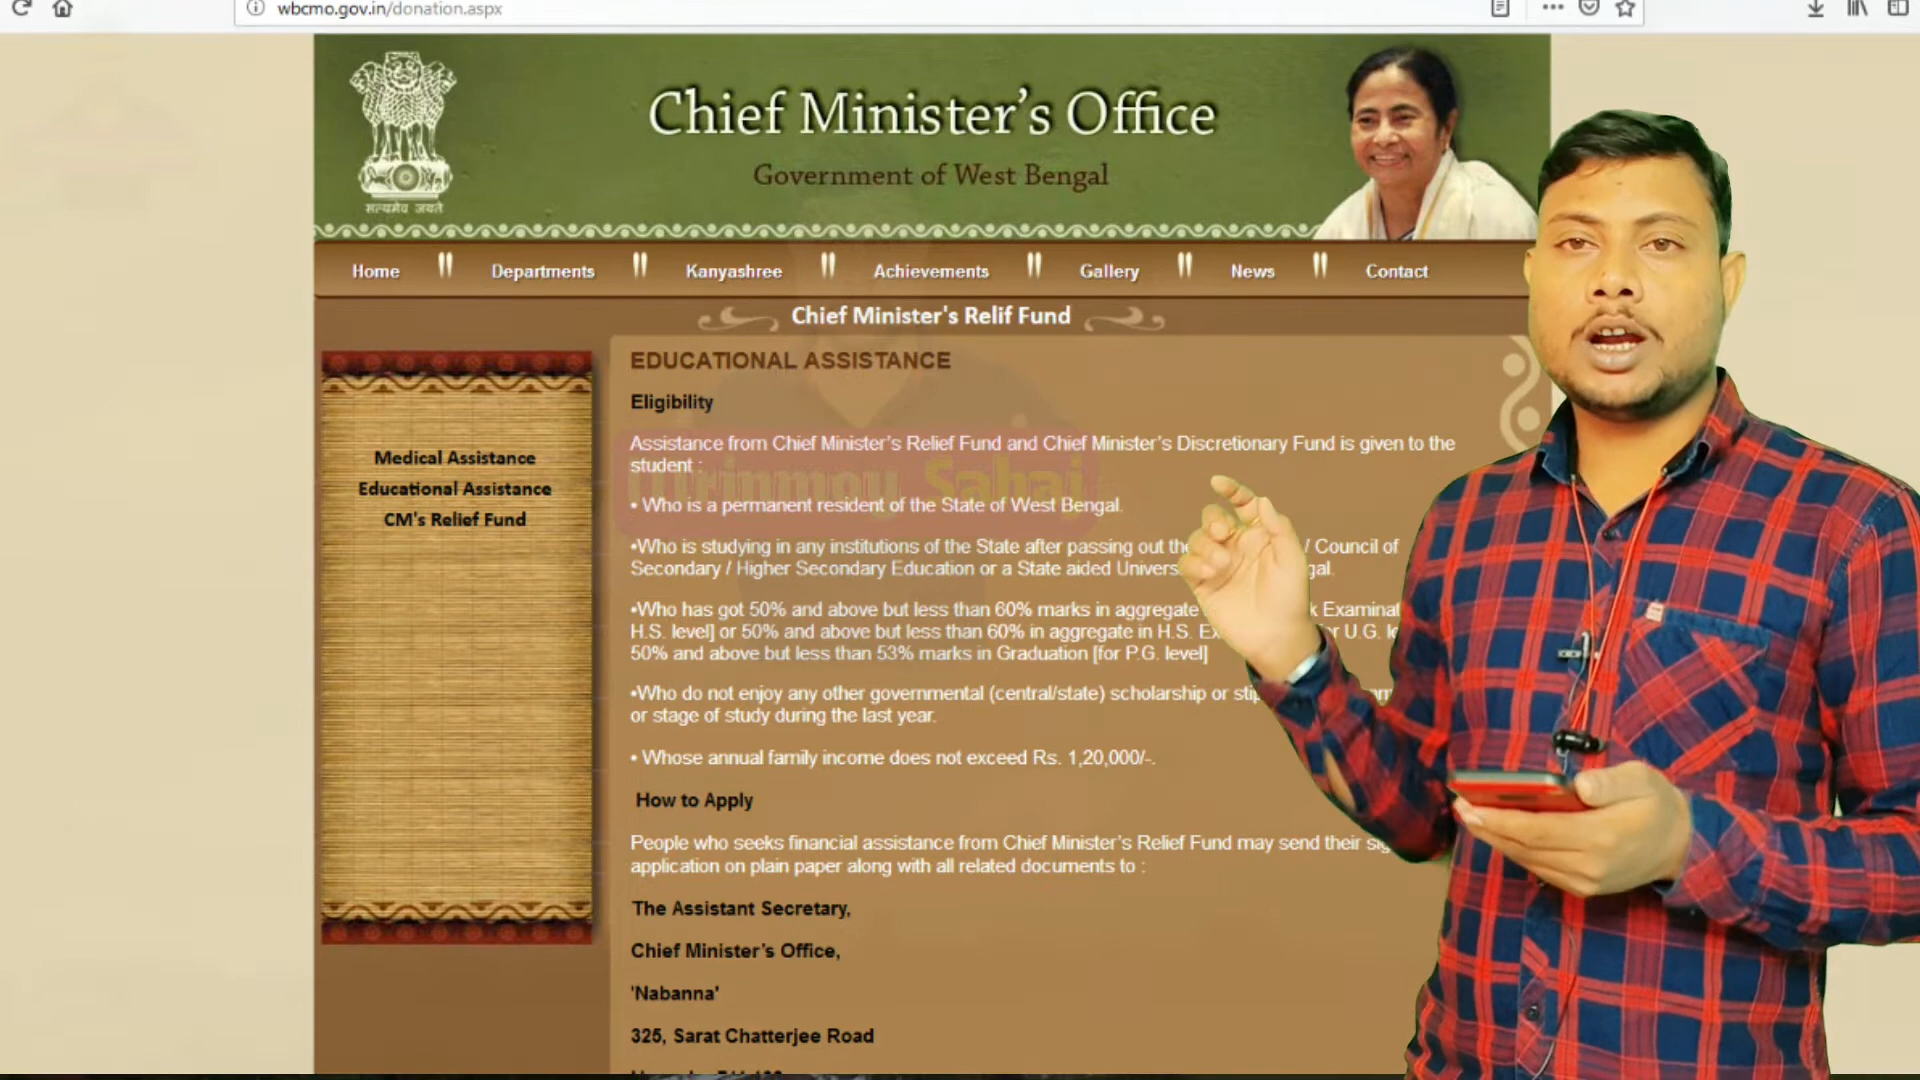 wbcmo.gov.in/donation.aspx
Chief Minister's Office
Government of West Bengal
सत्यमेव जयते
Home
Departments
Kanyashree
Achievements
Gallery
News
Contact
Chief Minister's Relif Fund
Medical Assistance
Educational Assistance
CM's Relief Fund
EDUCATIONAL ASSISTANCE
Eligibility
Assistance from Chief Minister's Relief Fund and Chief Minister's Discretionary Fund is given to the
student :
• Who is a permanent resident of the State of West Bengal.
•Who is studying in any institutions of the State after passing out the / Council of
Secondary / Higher Secondary Education or a State aided
•Who has got 50% and above but less than 60% marks in aggregate
H.S. level] or 50% and above but less than 60% in aggregate in H.S. U.G.
50% and above but less than 53% marks in Graduation [for P.G. level]
•Who do not enjoy any other governmental (central/state) scholarship or
or stage of study during the last year.
• Whose annual family income does not exceed Rs. 1,20,000/-.
How to Apply
People who seeks financial assistance from Chief Minister's Relief Fund may send their
application on plain paper along with all related documents to :
The Assistant Secretary,
Chief Minister's Office,
'Nabanna'
325, Sarat Chatterjee Road